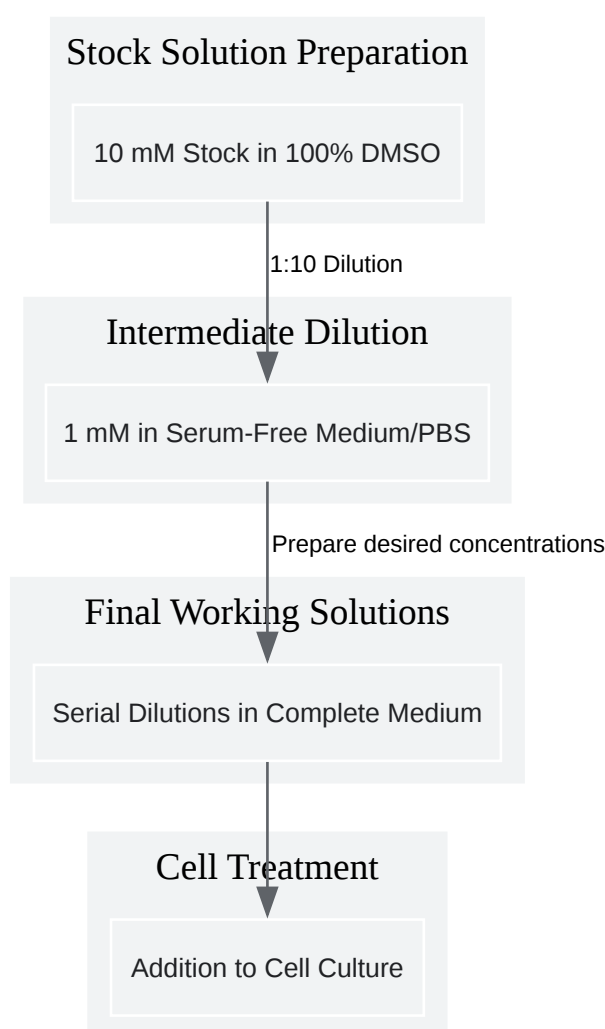 Stock Solution Preparation
10 mM Stock in 100% DMSO
1:10 Dilution
Intermediate Dilution
1 mM in Serum-Free Medium/PBS
Prepare desired concentrations
Final Working Solutions
Serial Dilutions in Complete Medium
Cell Treatment
Addition to Cell Culture